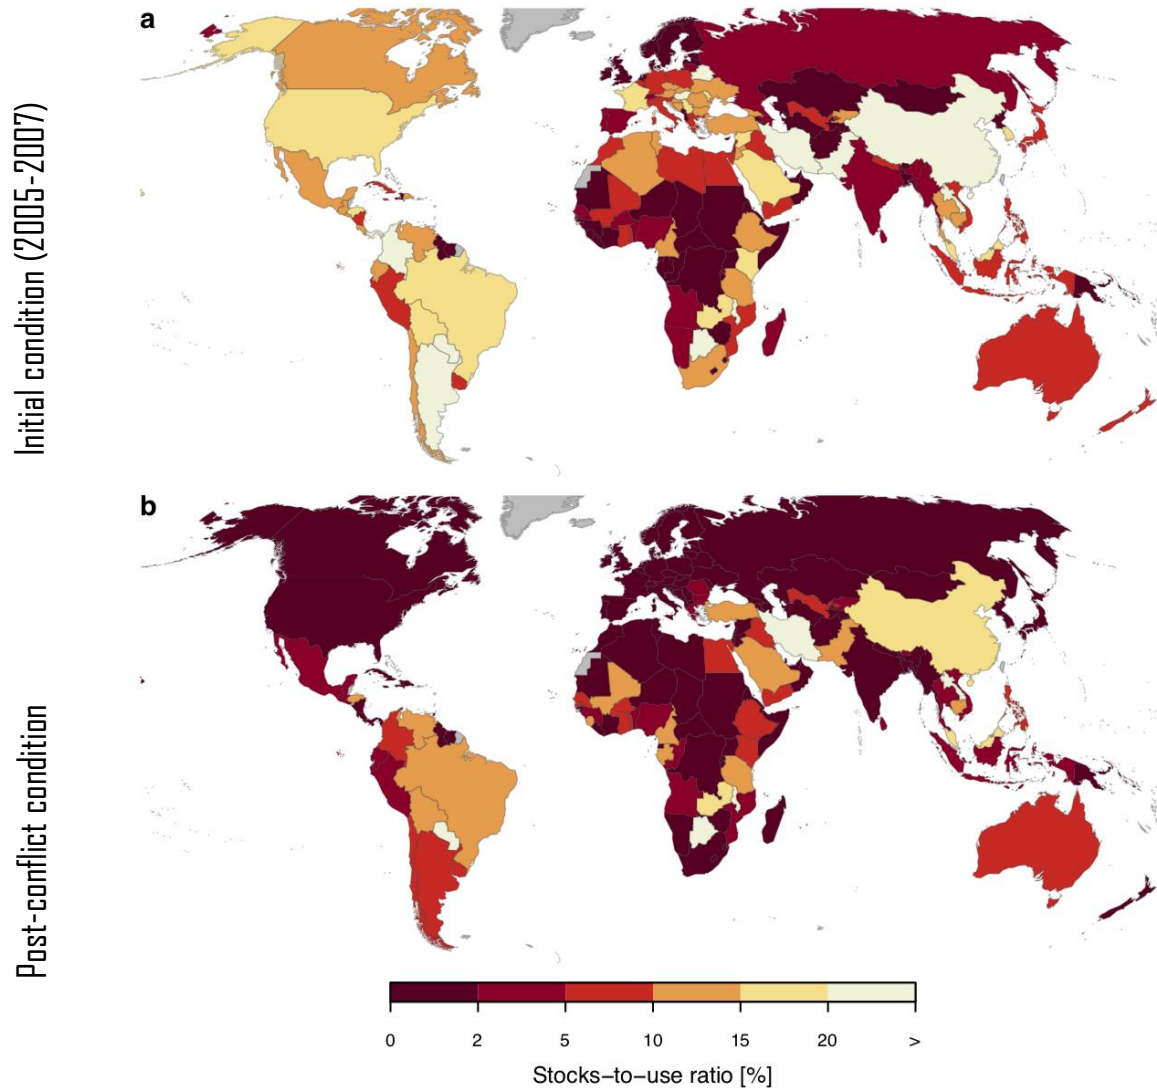 a
Initial condition (2005-2007)
b
Post-conflict condition
0 2 5 10 15 20 >
Stocks−to−use ratio [%]